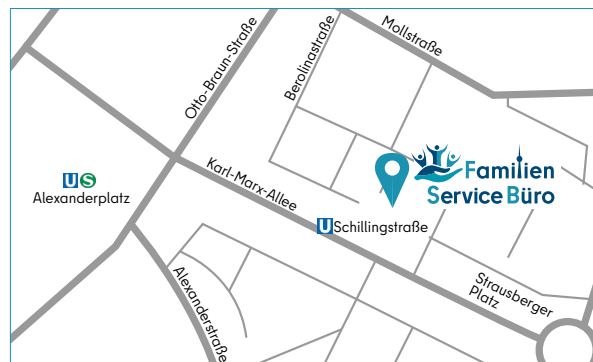 Mollstraße
Otto-Braun-Straße
Berolinastraße
Familien
Service Büro
U S
Alexanderplatz
Karl-Marx-Allee
U Schillingstraße
Alexanderstraße
Strausberger
Platz